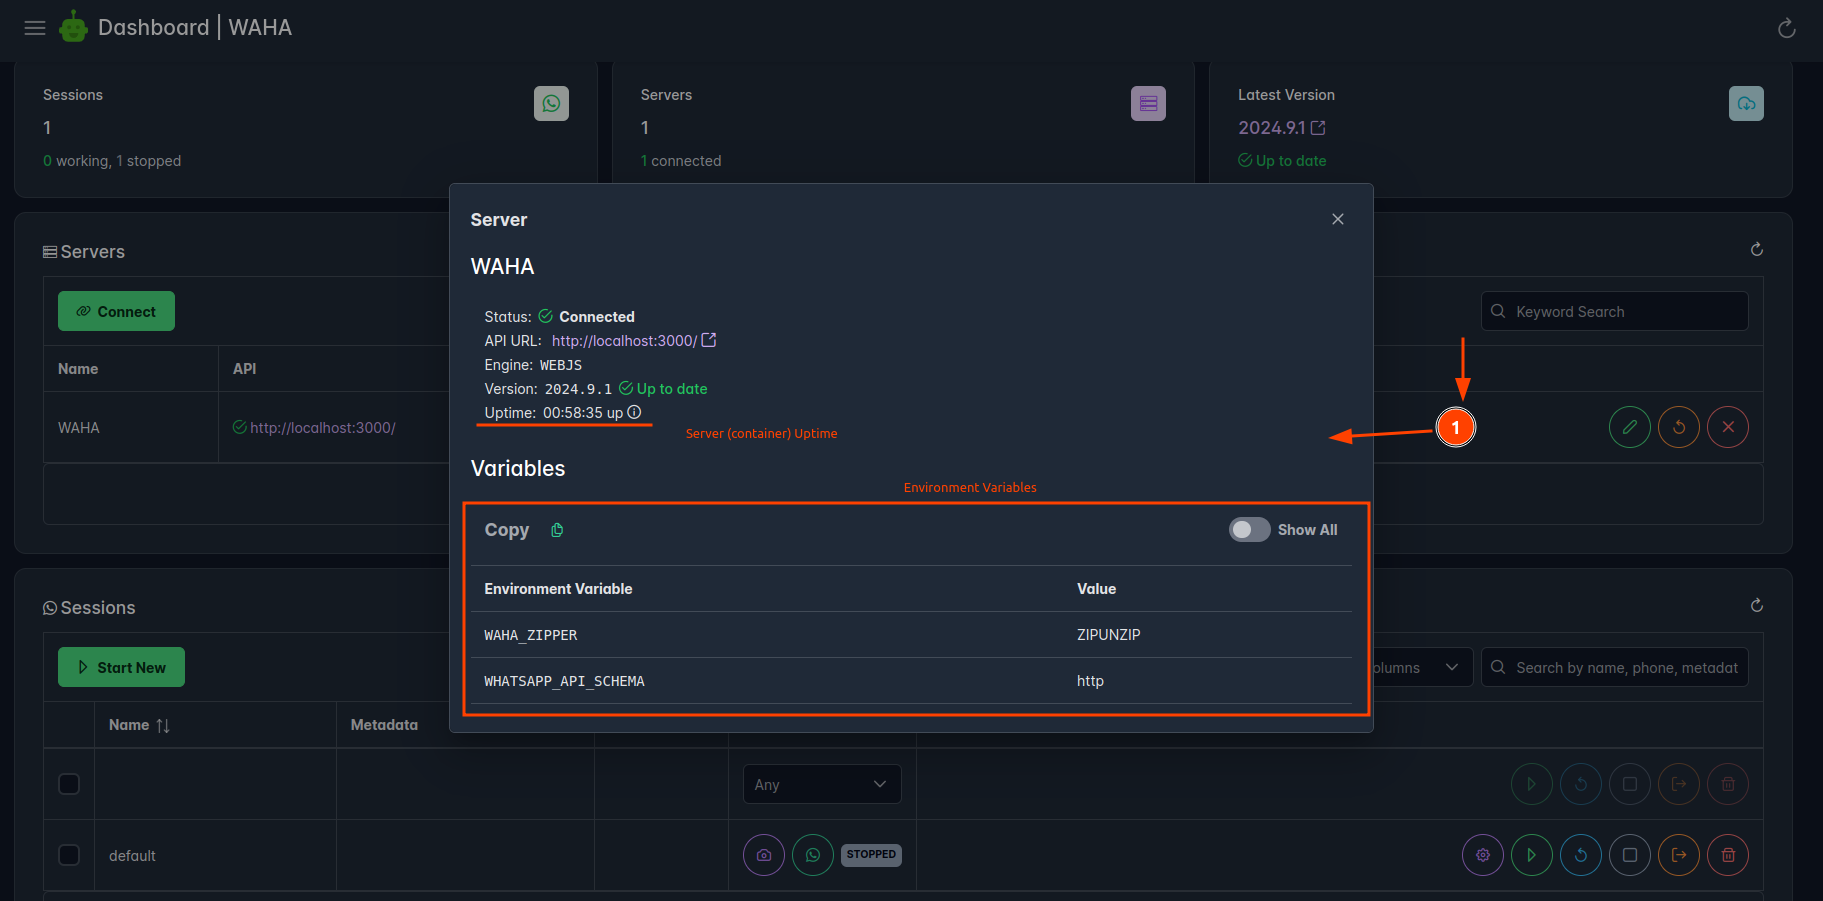 Dashboard | WAHA
Sessions
1
0 working, 1 stopped
Servers
1
1 connected
Latest Version
2024.9.1
Up to date
Servers
Connect
Keyword Search
Name
API
WAHA
http://localhost:3000/
1
Server
WAHA
Status: Connected
API URL: http://localhost:3000/
Engine: WEBJS
Version: 2024.9.1 Up to date
Uptime: 00:58:35 up
Server (container) Uptime
Variables
Environment Variables
Copy
Show All
Environment Variable
Value
WAHA_ZIPPER
ZIPUNZIP
WHATSAPP_API_SCHEMA
http
Sessions
Start New
olumns
Search by name, phone, metadat
Name
Metadata
Any
default
STOPPED